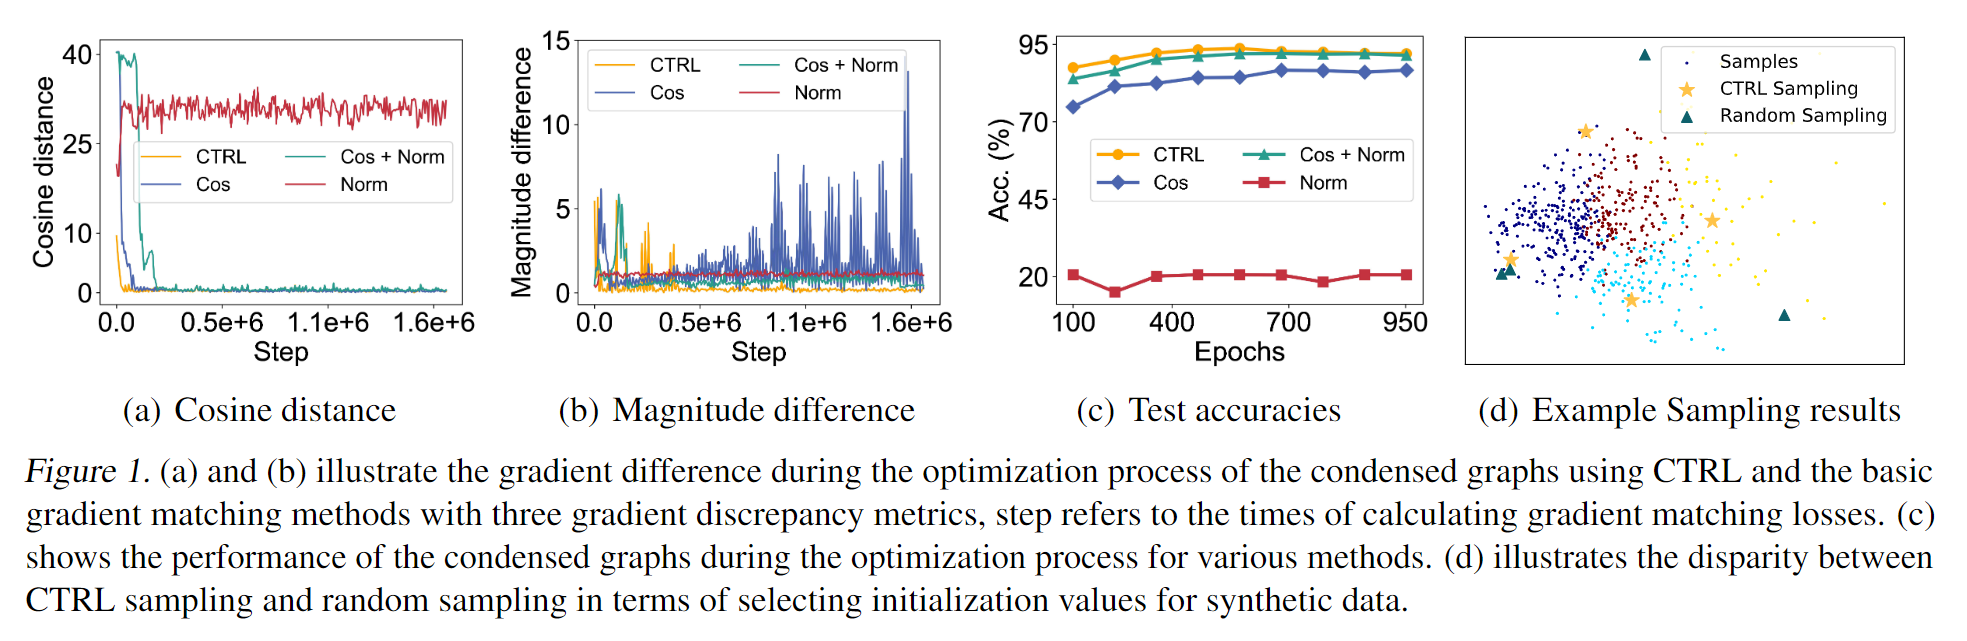 40
25
10
0
Cosine distance
CTRL
Cos + Norm
Cos
Norm
0.0
0.5e+6
1.1e+6
1.6e+6
Step
(a) Cosine distance
15
10
5
0
Magnitude difference
CTRL
Cos + Norm
Cos
Norm
0.0
0.5e+6
1.1e+6
1.6e+6
Step
(b) Magnitude difference
95
70
45
20
Acc. (%)
CTRL
Cos + Norm
Cos
Norm
100
400
700
950
Epochs
(c) Test accuracies
Samples
CTRL Sampling
Random Sampling
(d) Example Sampling results
Figure 1. (a) and (b) illustrate the gradient difference during the optimization process of the condensed graphs using CTRL and the basic
gradient matching methods with three gradient discrepancy metrics, step refers to the times of calculating gradient matching losses. (c)
shows the performance of the condensed graphs during the optimization process for various methods. (d) illustrates the disparity between
CTRL sampling and random sampling in terms of selecting initialization values for synthetic data.